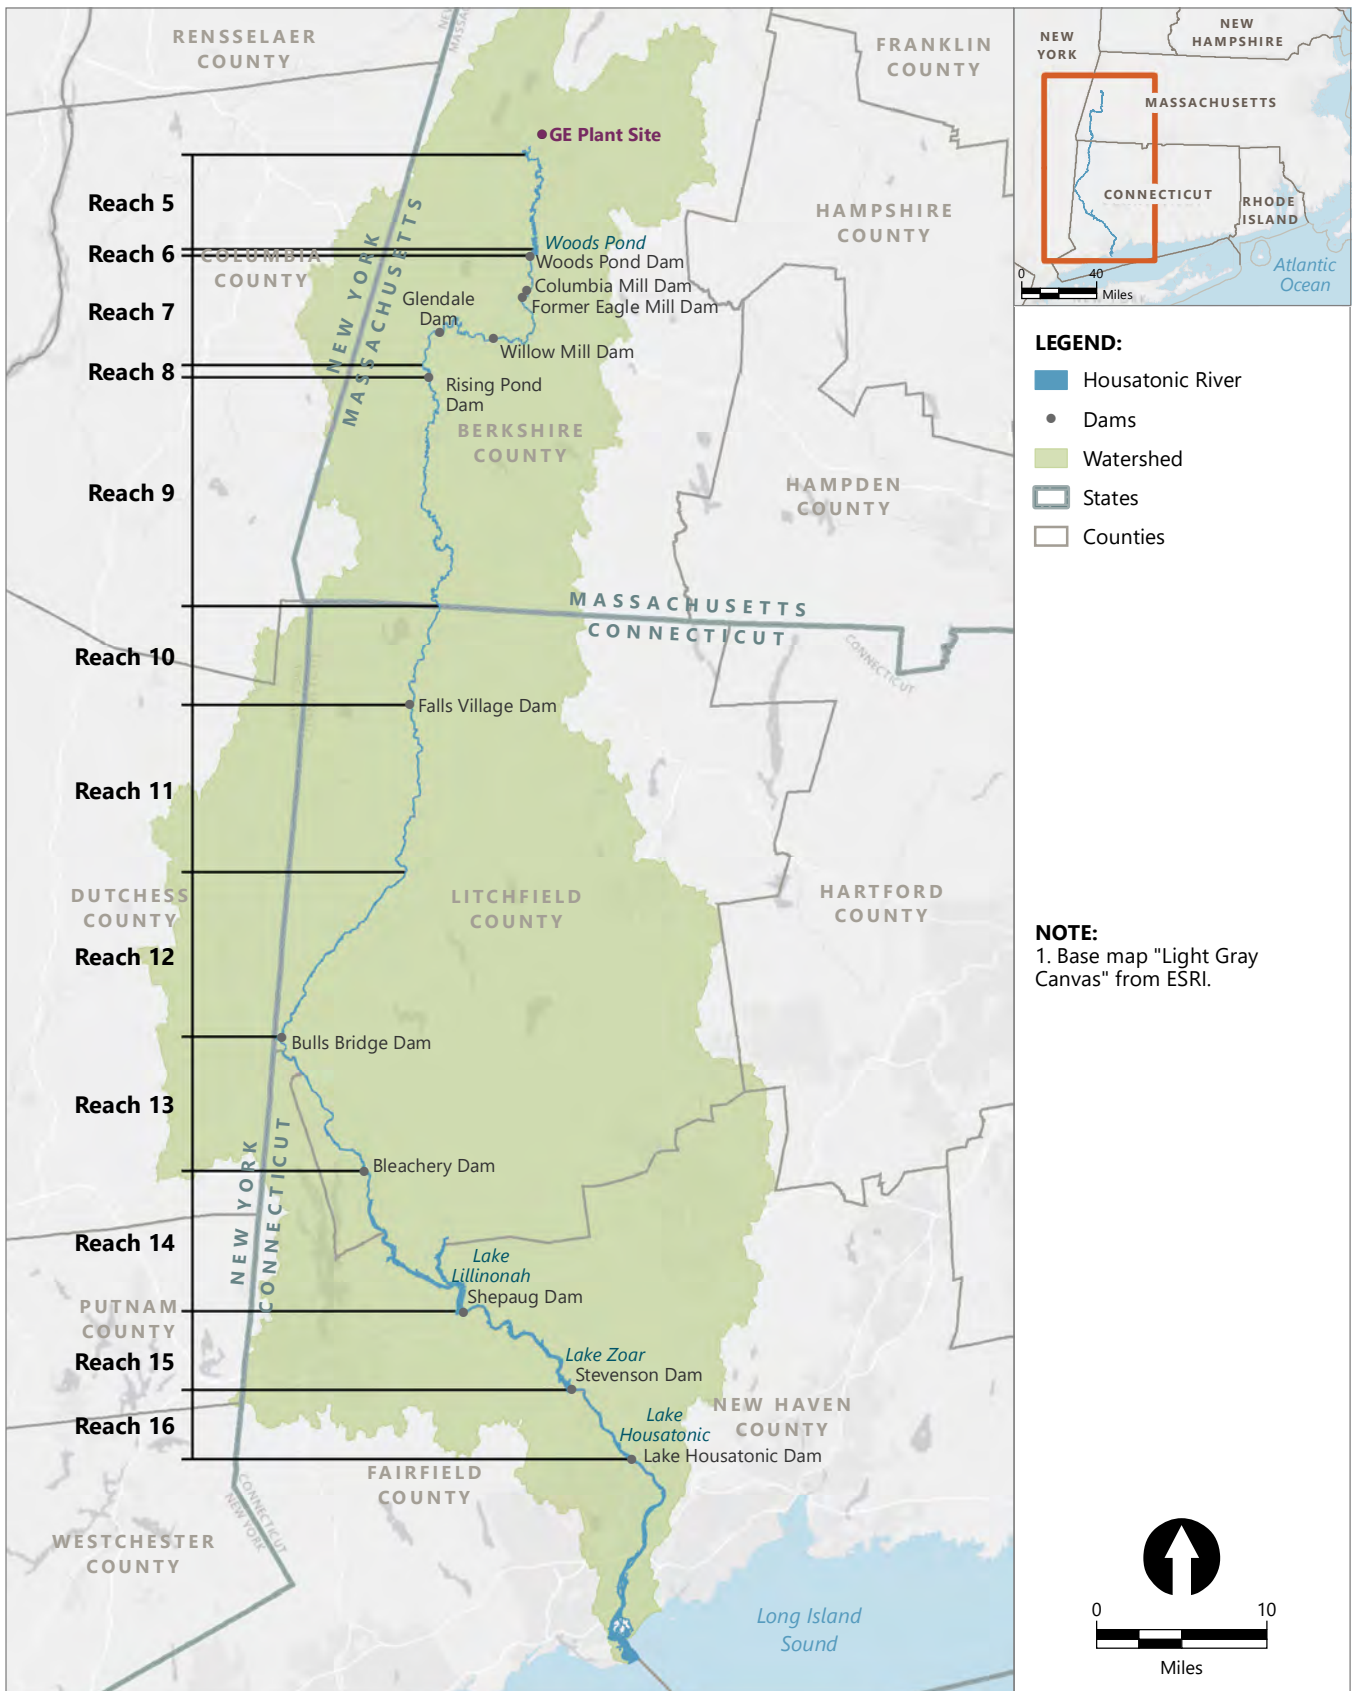 RENSSELAER
COUNTY
FRANKLIN
COUNTY
GE Plant Site
Reach 5
HAMPSHIRE
COUNTY
NEW YORK
MASSACHUSETTS
Woods Pond
Reach 6
COLUMBIA
COUNTY
Woods Pond Dam
Columbia Mill Dam
Former Eagle Mill Dam
Glendale
Dam
Reach 7
Willow Mill Dam
Reach 8
Rising Pond
Dam
BERKSHIRE
COUNTY
Reach 9
HAMPDEN
COUNTY
MASSACHUSETTS
CONNECTICUT
CONNECTICUT
Reach 10
Falls Village Dam
Reach 11
DUTCHESS
COUNTY
LITCHFIELD
COUNTY
HARTFORD
COUNTY
Reach 12
Bulls Bridge Dam
Reach 13
NEW YORK
CONNECTICUT
Bleachery Dam
Reach 14
Lake
Lillinonah
Shepaug Dam
PUTNAM
COUNTY
Reach 15
Lake Zoar
Stevenson Dam
Reach 16
Lake
Housatonic
NEW HAVEN
COUNTY
Lake Housatonic Dam
FAIRFIELD
COUNTY
CONNECTICUT
NEW YORK
WESTCHESTER
COUNTY
Long Island
Sound
NEW
YORK
NEW
HAMPSHIRE
MASSACHUSETTS
CONNECTICUT
RHODE
ISLAND
Atlantic
Ocean
0 40
Miles
LEGEND:
Housatonic River
Dams
Watershed
States
Counties
NOTE:
1. Base map "Light Gray
Canvas" from ESRI.
0 10
Miles